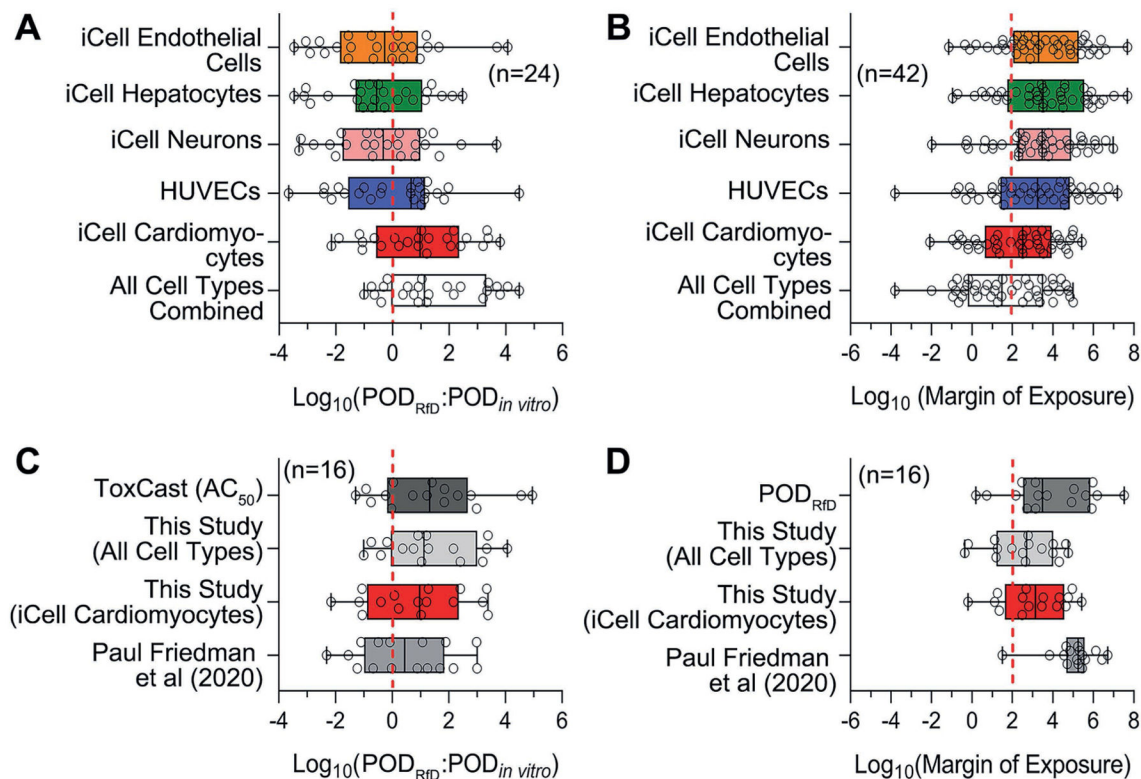 A
iCell Endothelial
Cells
iCell Hepatocytes
iCell Neurons
HUVECs
iCell Cardiomyo-
cytes
All Cell Types
Combined
(n=24)
-4 -2 0 2 4 6
Log10(PODRfD:PODin vitro)
B
iCell Endothelial
Cells
iCell Hepatocytes
iCell Neurons
HUVECs
iCell Cardiomyo-
cytes
All Cell Types
Combined
(n=42)
-6 -4 -2 0 2 4 6 8
Log10 (Margin of Exposure)
C
(n=16)
ToxCast (AC50)
This Study
(All Cell Types)
This Study
(iCell Cardiomyocytes)
Paul Friedman
et al (2020)
-4 -2 0 2 4 6
Log10(PODRfD:PODin vitro)
D
(n=16)
PODRfD
This Study
(All Cell Types)
This Study
(iCell Cardiomyocytes)
Paul Friedman
et al (2020)
-6 -4 -2 0 2 4 6 8
Log10(Margin of Exposure)